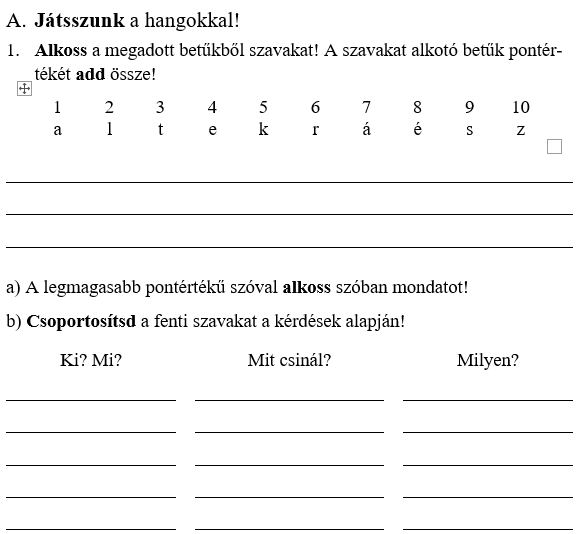 A. Játsszunk a hangokkal!
1. Alkoss a megadott betűkből szavakat! A szavakat alkotó betűk pontér-
tékét add össze!
1 2 3 4 5 6 7 8 9 10
a l t e k r á é s z
a) A legmagasabb pontértékű szóval alkoss szóban mondatot!
b) Csoportosítsd a fenti szavakat a kérdések alapján!
Ki? Mi? Mit csinál? Milyen?